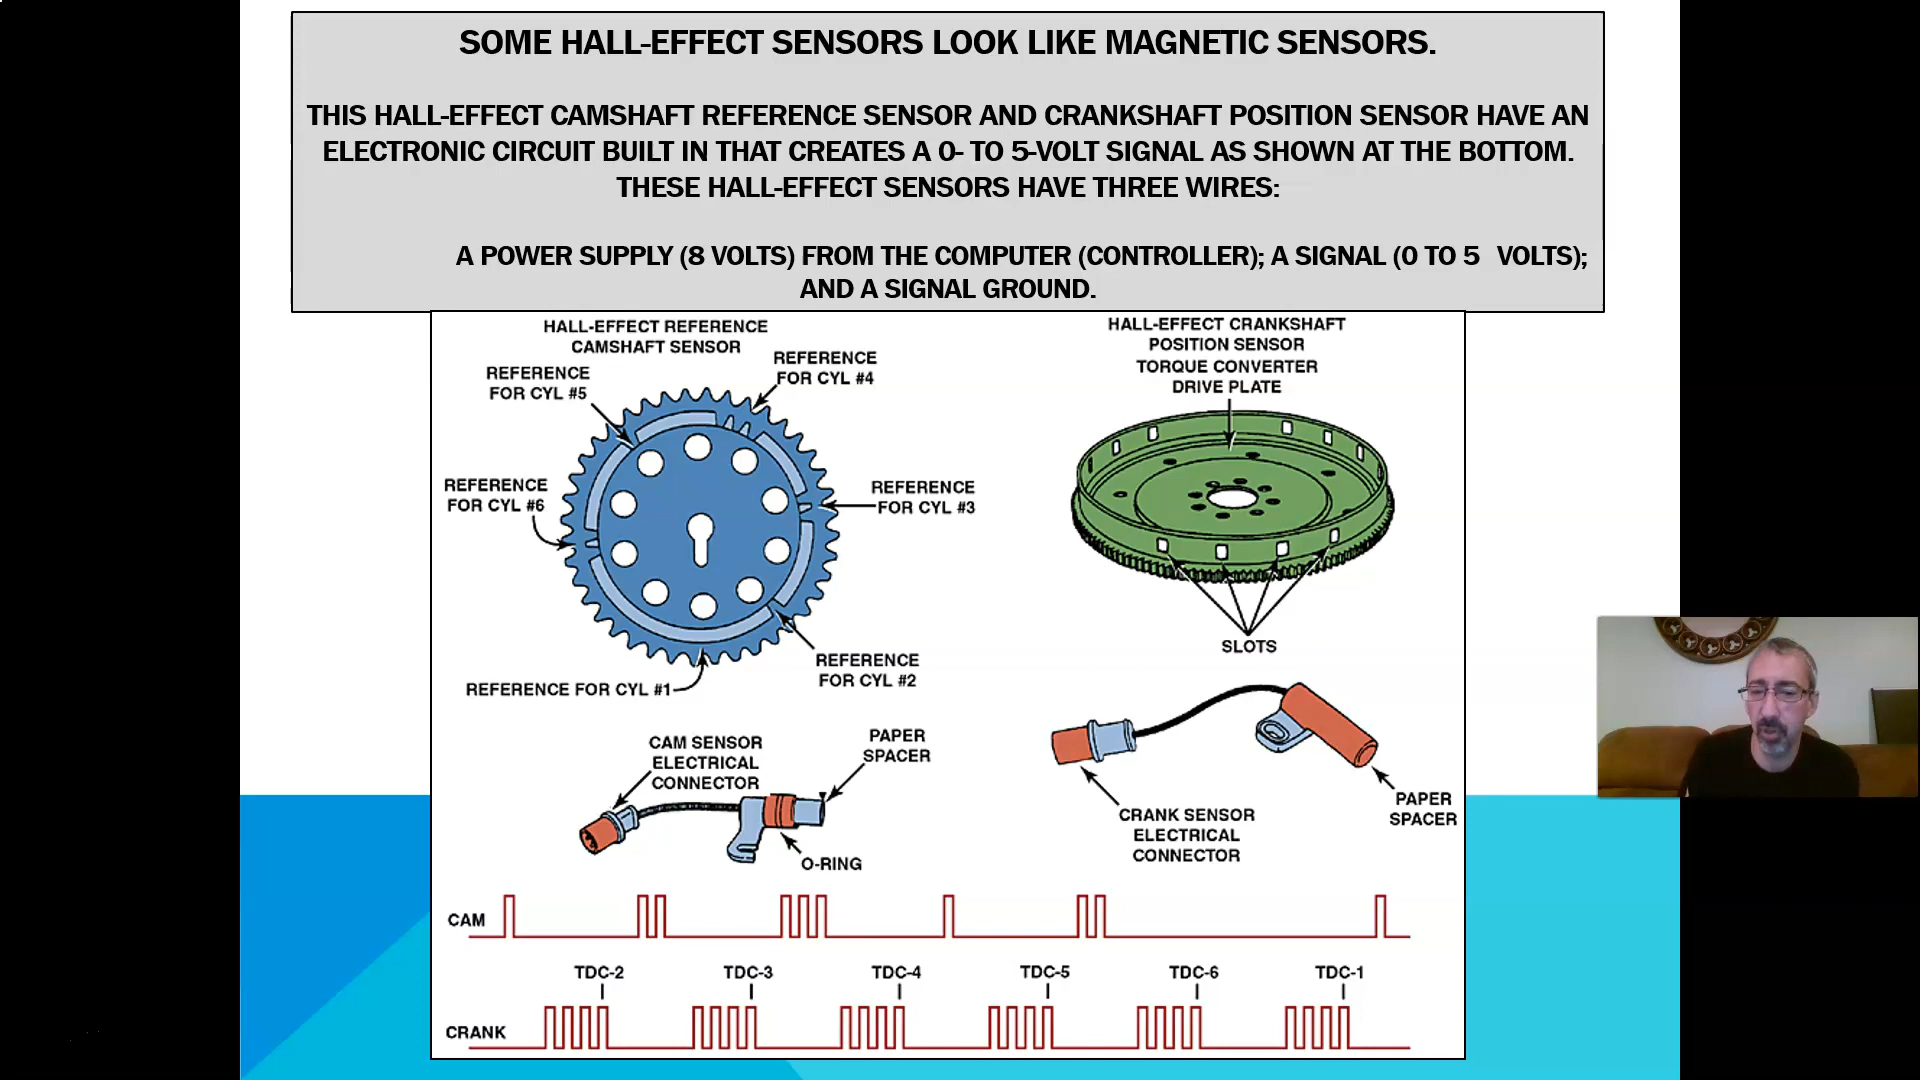 SOME HALL-EFFECT SENSORS LOOK LIKE MAGNETIC SENSORS.
THIS HALL-EFFECT CAMSHAFT REFERENCE SENSOR AND CRANKSHAFT POSITION SENSOR HAVE AN
ELECTRONIC CIRCUIT BUILT IN THAT CREATES A 0- TO 5-VOLT SIGNAL AS SHOWN AT THE BOTTOM.
THESE HALL-EFFECT SENSORS HAVE THREE WIRES:
A POWER SUPPLY (8 VOLTS) FROM THE COMPUTER (CONTROLLER); A SIGNAL (0 TO 5 VOLTS);
AND A SIGNAL GROUND.
HALL-EFFECT REFERENCE
CAMSHAFT SENSOR
REFERENCE
FOR CYL #4
REFERENCE
FOR CYL #5
REFERENCE
FOR CYL #6
REFERENCE
FOR CYL #3
REFERENCE
FOR CYL #2
REFERENCE FOR CYL #1
HALL-EFFECT CRANKSHAFT
POSITION SENSOR
TORQUE CONVERTER
DRIVE PLATE
SLOTS
CAM SENSOR
ELECTRICAL
CONNECTOR
PAPER
SPACER
O-RING
CRANK SENSOR
ELECTRICAL
CONNECTOR
PAPER
SPACER
CAM
TDC-2
TDC-3
TDC-4
TDC-5
TDC-6
TDC-1
CRANK